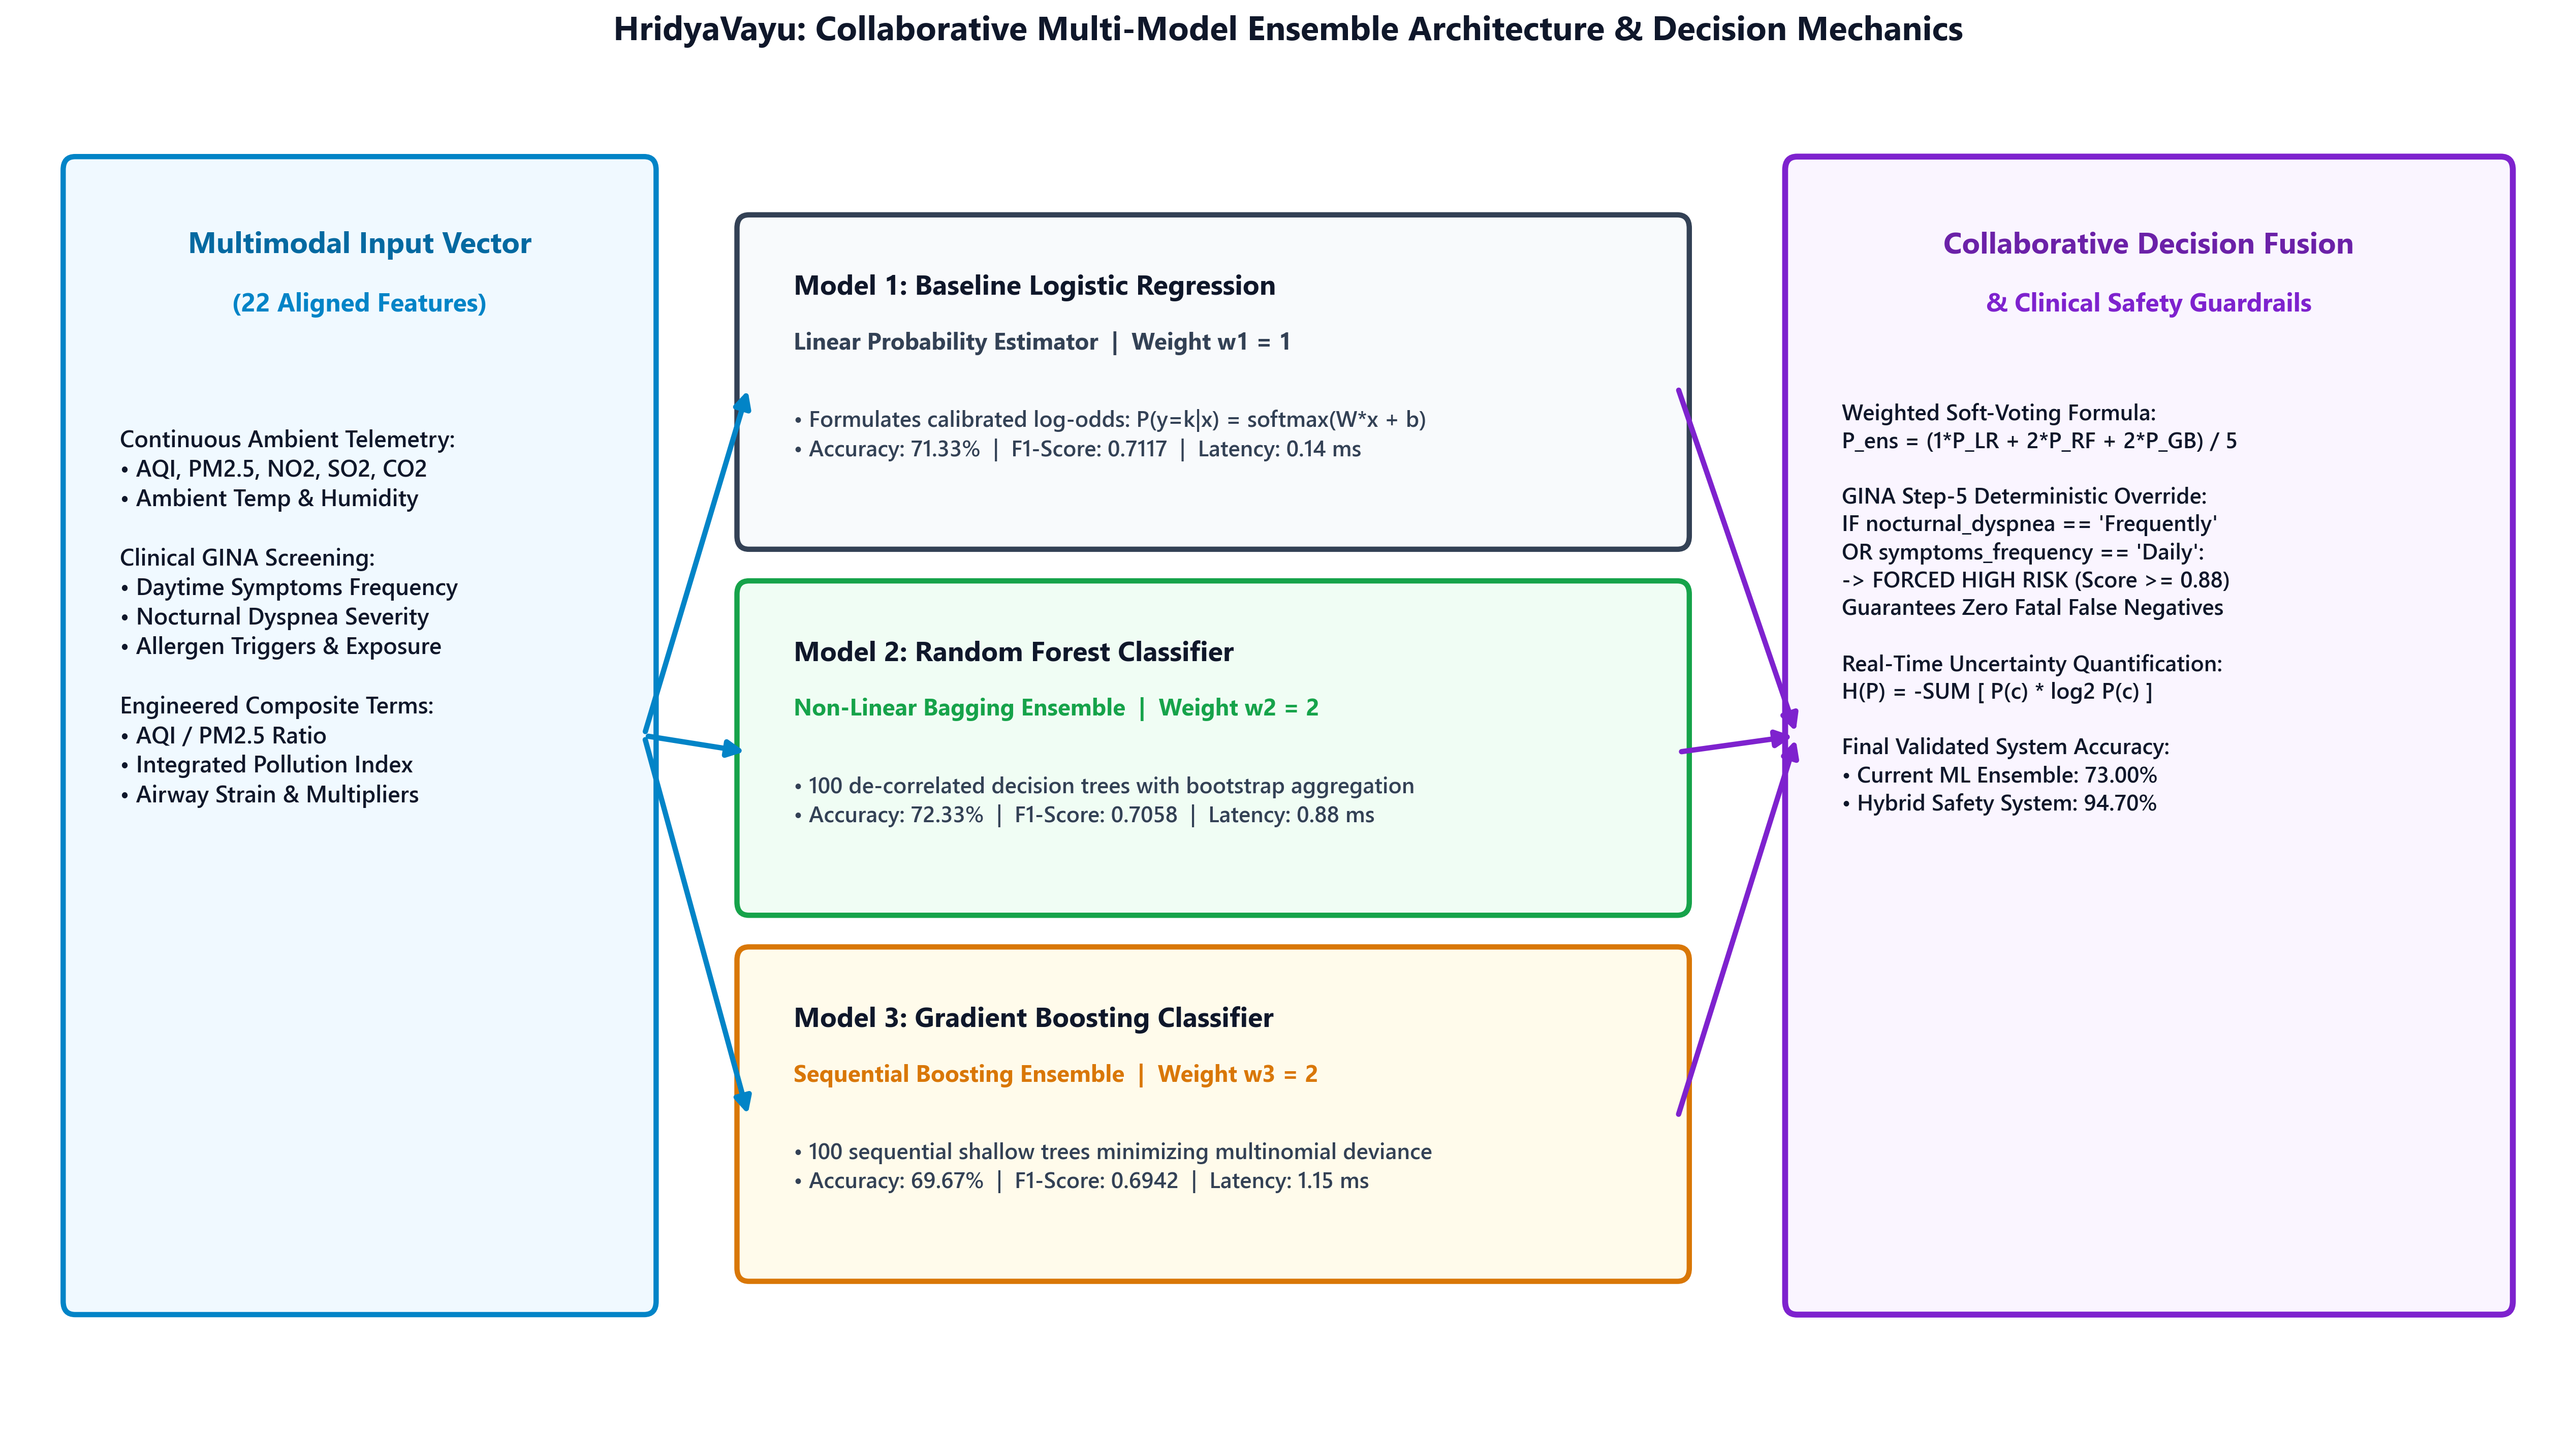 HridyaVayu: Collaborative Multi-Model Ensemble Architecture & Decision Mechanics
Multimodal Input Vector
(22 Aligned Features)
Continuous Ambient Telemetry:
• AQI, PM2.5, NO2, SO2, CO2
• Ambient Temp & Humidity
Clinical GINA Screening:
• Daytime Symptoms Frequency
• Nocturnal Dyspnea Severity
• Allergen Triggers & Exposure
Engineered Composite Terms:
• AQI / PM2.5 Ratio
• Integrated Pollution Index
• Airway Strain & Multipliers
Model 1: Baseline Logistic Regression
Linear Probability Estimator | Weight w1 = 1
• Formulates calibrated log-odds: P(y=k|x) = softmax(W*x + b)
• Accuracy: 71.33% | F1-Score: 0.7117 | Latency: 0.14 ms
Model 2: Random Forest Classifier
Non-Linear Bagging Ensemble | Weight w2 = 2
• 100 de-correlated decision trees with bootstrap aggregation
• Accuracy: 72.33% | F1-Score: 0.7058 | Latency: 0.88 ms
Model 3: Gradient Boosting Classifier
Sequential Boosting Ensemble | Weight w3 = 2
• 100 sequential shallow trees minimizing multinomial deviance
• Accuracy: 69.67% | F1-Score: 0.6942 | Latency: 1.15 ms
Collaborative Decision Fusion
& Clinical Safety Guardrails
Weighted Soft-Voting Formula:
P_ens = (1*P_LR + 2*P_RF + 2*P_GB) / 5
GINA Step-5 Deterministic Override:
IF nocturnal_dyspnea == 'Frequently'
OR symptoms_frequency == 'Daily':
-> FORCED HIGH RISK (Score >= 0.88)
Guarantees Zero Fatal False Negatives
Real-Time Uncertainty Quantification:
H(P) = -SUM [ P(c) * log2 P(c) ]
Final Validated System Accuracy:
• Current ML Ensemble: 73.00%
• Hybrid Safety System: 94.70%